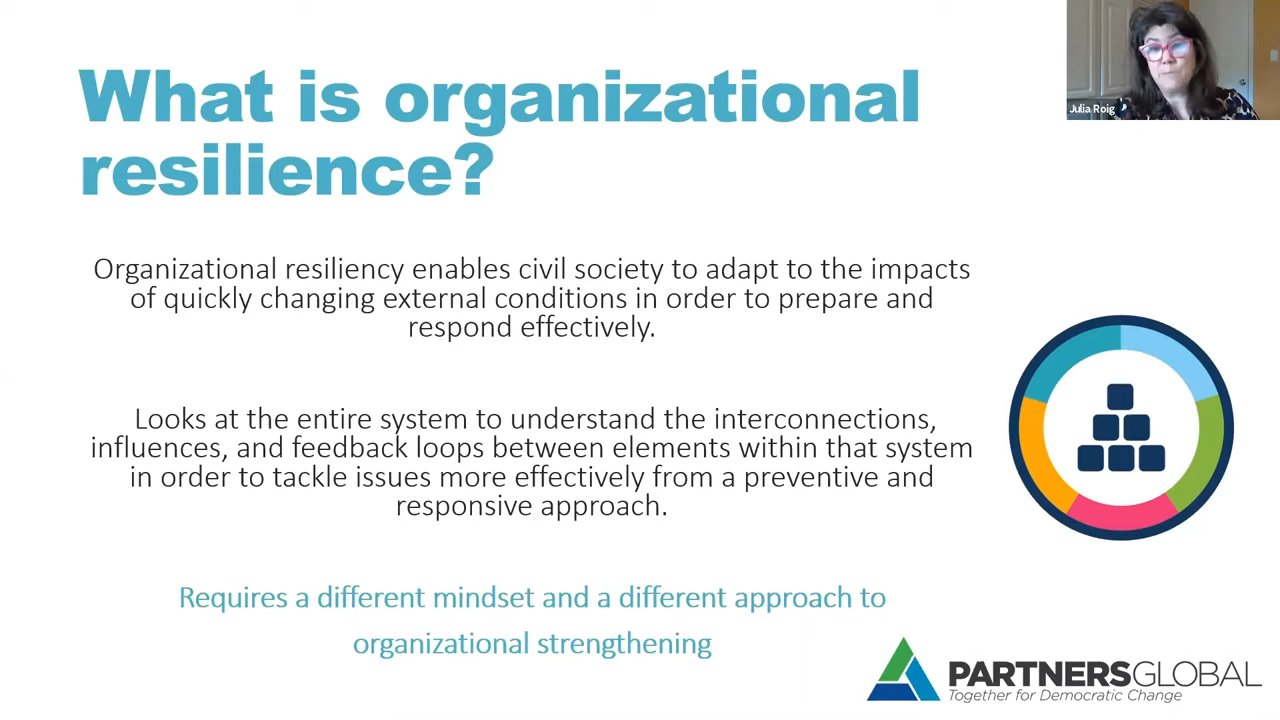 What is organizational
resilience?
Julia Roig
Organizational resiliency enables civil society to adapt to the impacts
of quickly changing external conditions in order to prepare and
respond effectively.
Looks at the entire system to understand the interconnections,
influences, and feedback loops between elements within that system
in order to tackle issues more effectively from a preventive and
responsive approach.
Requires a different mindset and a different approach to
organizational strengthening
PARTNERSGLOBAL
Together for Democratic Change